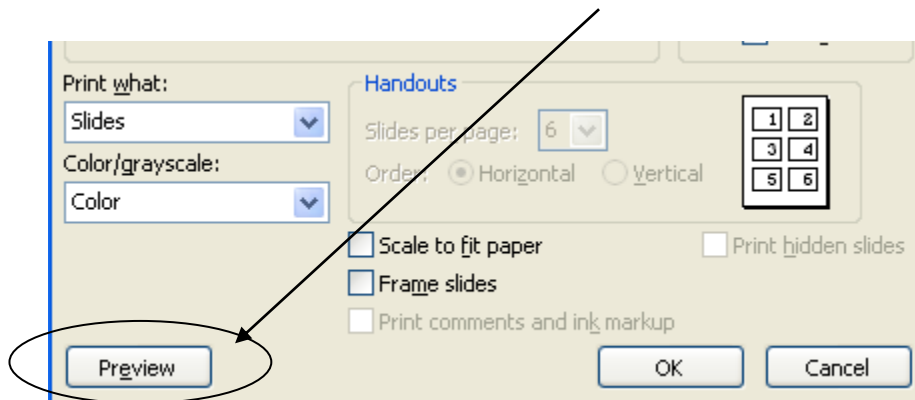 Print what:
Handouts
Slides
Slides per page: 6
Color/grayscale:
Order: Horizontal Vertical
Color
1 2
3 4
5 6
Scale to fit paper
Print hidden slides
Frame slides
Print comments and ink markup
Preview
OK
Cancel